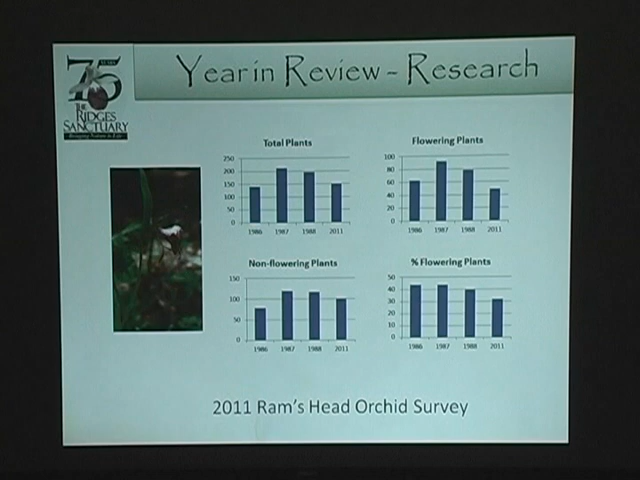 75
YEARS
THE
RIDGES
SANCTUARY
Year in Review - Research
Total Plants
250
200
150
100
50
0
1986 1987 1988 2011
Flowering Plants
100
80
60
40
20
0
1986 1987 1988 2011
Non-flowering Plants
150
100
50
0
1986 1987 1988 2011
% Flowering Plants
50
40
30
20
10
0
1986 1987 1988 2011
2011 Ram's Head Orchid Survey